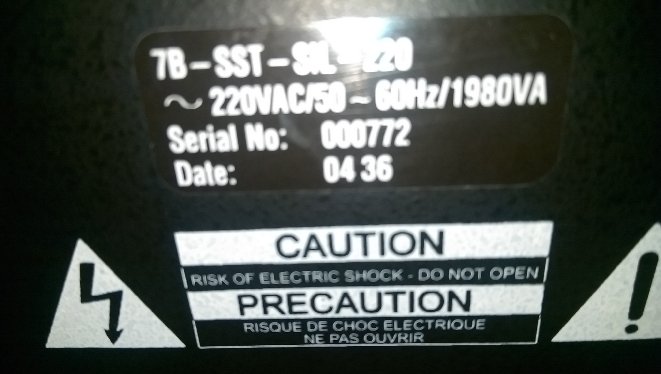 7B-SST- -220
~ 220VAC/50~60Hz/1980VA
Serial No: 000772
Date: 04 36
CAUTION
RISK OF ELECTRIC SHOCK - DO NOT OPEN
PRECAUTION
RISQUE DE CHOC ELECTRIQUE
NE PAS OUVRIR
!